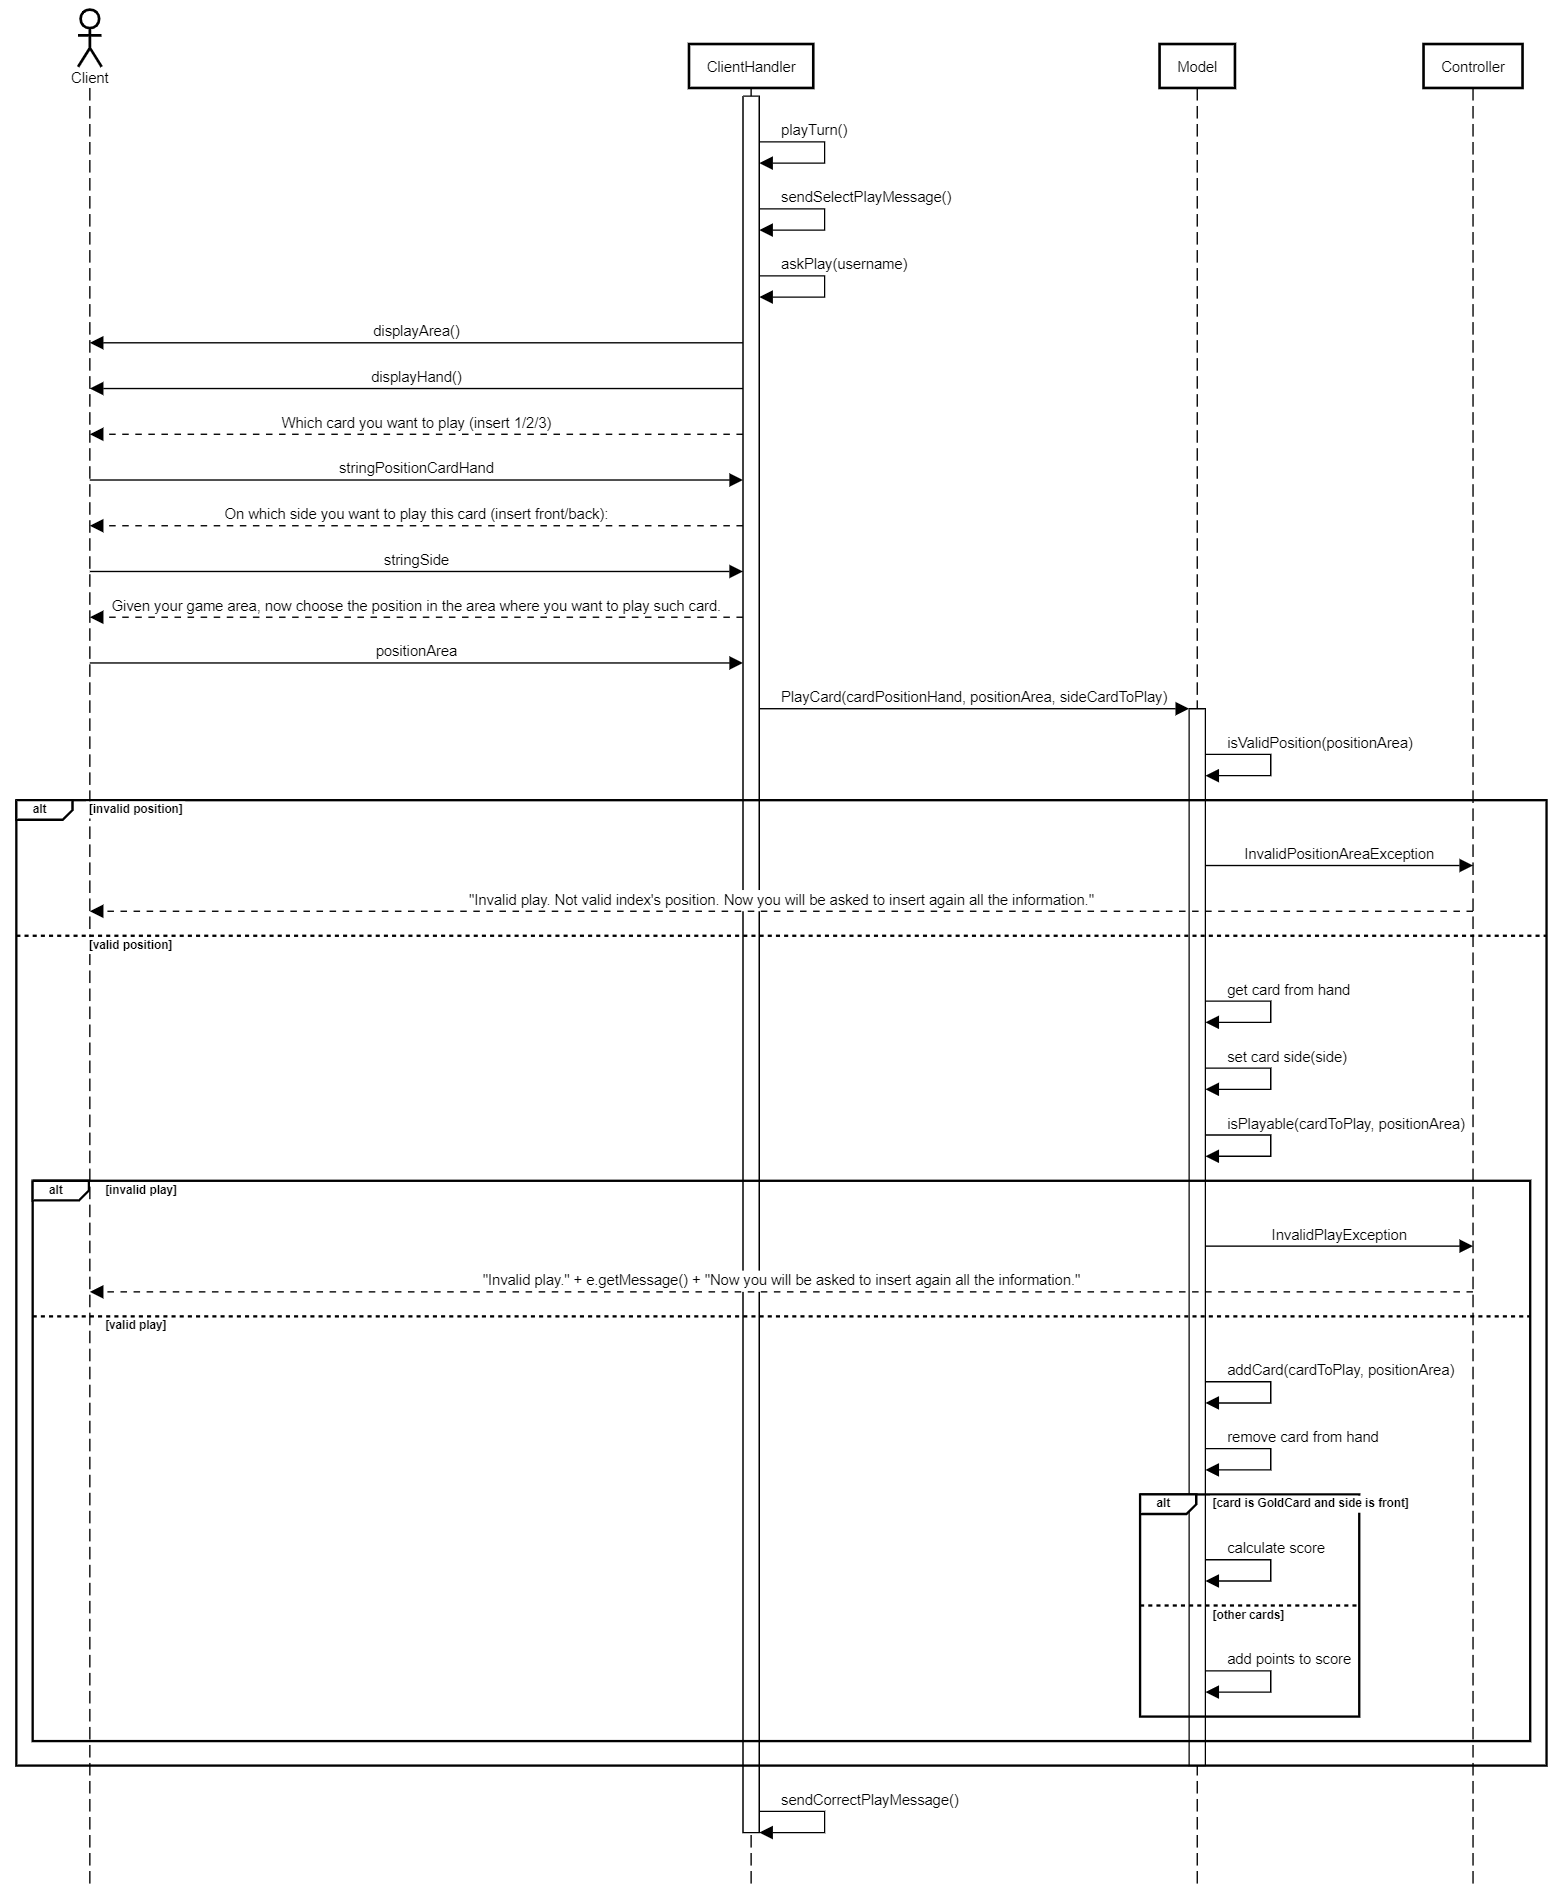 Client
ClientHandler
Model
Controller
playTurn()
sendSelectPlayMessage()
askPlay(username)
displayArea()
displayHand()
Which card you want to play (insert 1/2/3)
stringPositionCardHand
On which side you want to play this card (insert front/back):
stringSide
Given your game area, now choose the position in the area where you want to play such card.
positionArea
PlayCard(cardPositionHand, positionArea, sideCardToPlay)
isValidPosition(positionArea)
alt
[invalid position]
InvalidPositionAreaException
"Invalid play. Not valid index's position. Now you will be asked to insert again all the information."
[valid position]
get card from hand
set card side(side)
isPlayable(cardToPlay, positionArea)
alt
[invalid play]
InvalidPlayException
"Invalid play." + e.getMessage() + "Now you will be asked to insert again all the information."
[valid play]
addCard(cardToPlay, positionArea)
remove card from hand
alt
[card is GoldCard and side is front]
calculate score
[other cards]
add points to score
sendCorrectPlayMessage()